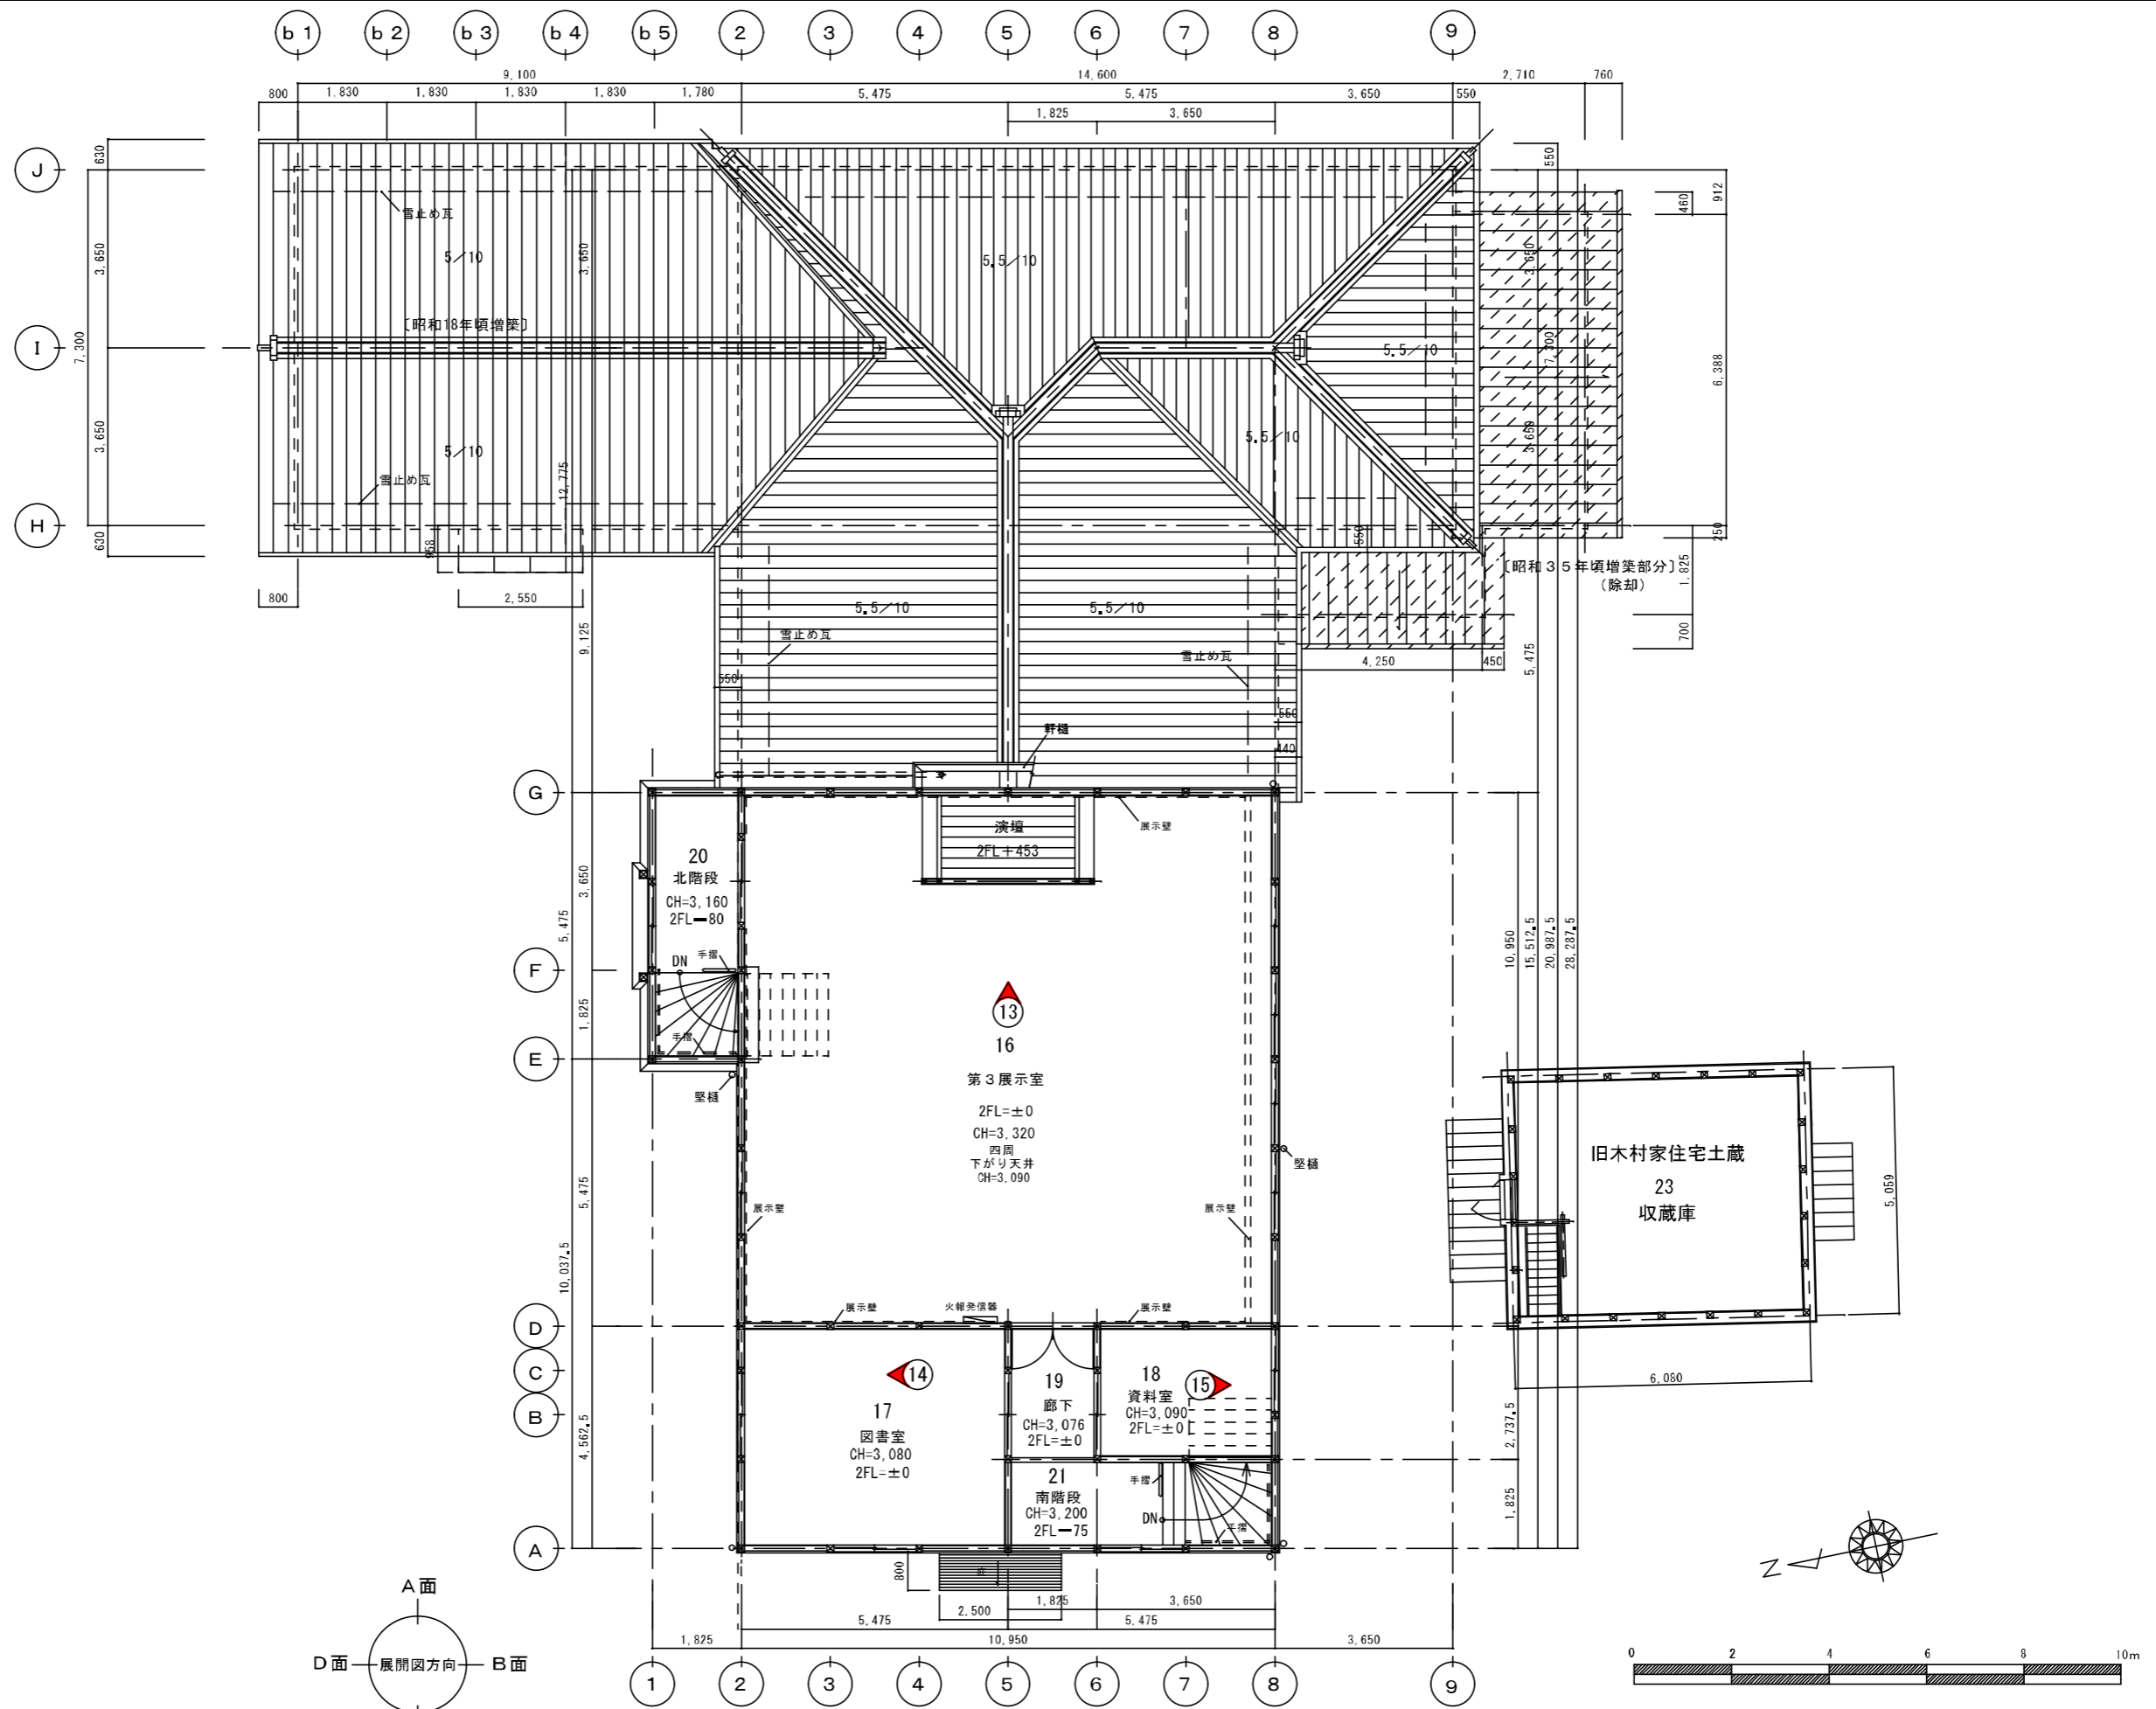 b1 b2 b3 b4 b5 2 3 4 5 6 7 8 9
9,100 14,600 2,710 760
800 1,830 1,830 1,830 1,830 1,780 5,475 5,475 3,650 550
1,825 3,650
J
I
H
630
3,650
7,300
3,650
630
雪止め瓦
5/10
3,650
〔昭和18年頃増築〕
5/10
雪止め瓦
12,775
958
800
2,550
9,125
5.5/10
5.5/10
5.5/10
5.5/10
5.5/10
雪止め瓦
雪止め瓦
550
550
550
440
軒樋
550
460
912
3,650
7,300
3,650
6,388
250
1,825
700
〔昭和35年頃増築部分〕
(除却)
4,250
450
5,475
G
F
E
D
C
B
A
演壇
2FL+453
展示壁
20
北階段
CH=3,160
2FL-80
手摺
DN
手摺
竪樋
3,650
5,475
1,825
5,475
10,037.5
4,562.5
13
16
第3展示室
2FL=±0
CH=3,320
四周
下がり天井
CH=3,090
竪樋
展示壁
展示壁
展示壁
火報発信器
展示壁
10,950
15,512.5
20,987.5
28,287.5
旧木村家住宅土蔵
23
収蔵庫
5,059
6,080
14
17
図書室
CH=3,080
2FL=±0
19
廊下
CH=3,076
2FL=±0
18
資料室
CH=3,090
2FL=±0
15
21
南階段
CH=3,200
2FL-75
手摺
DN
手摺
2,737.5
1,825
800
2,500
1,825 3,650
5,475 5,475
1,825 10,950 3,650
1 2 3 4 5 6 7 8 9
A面
D面
展開図方向
B面
N
0 2 4 6 8 10m